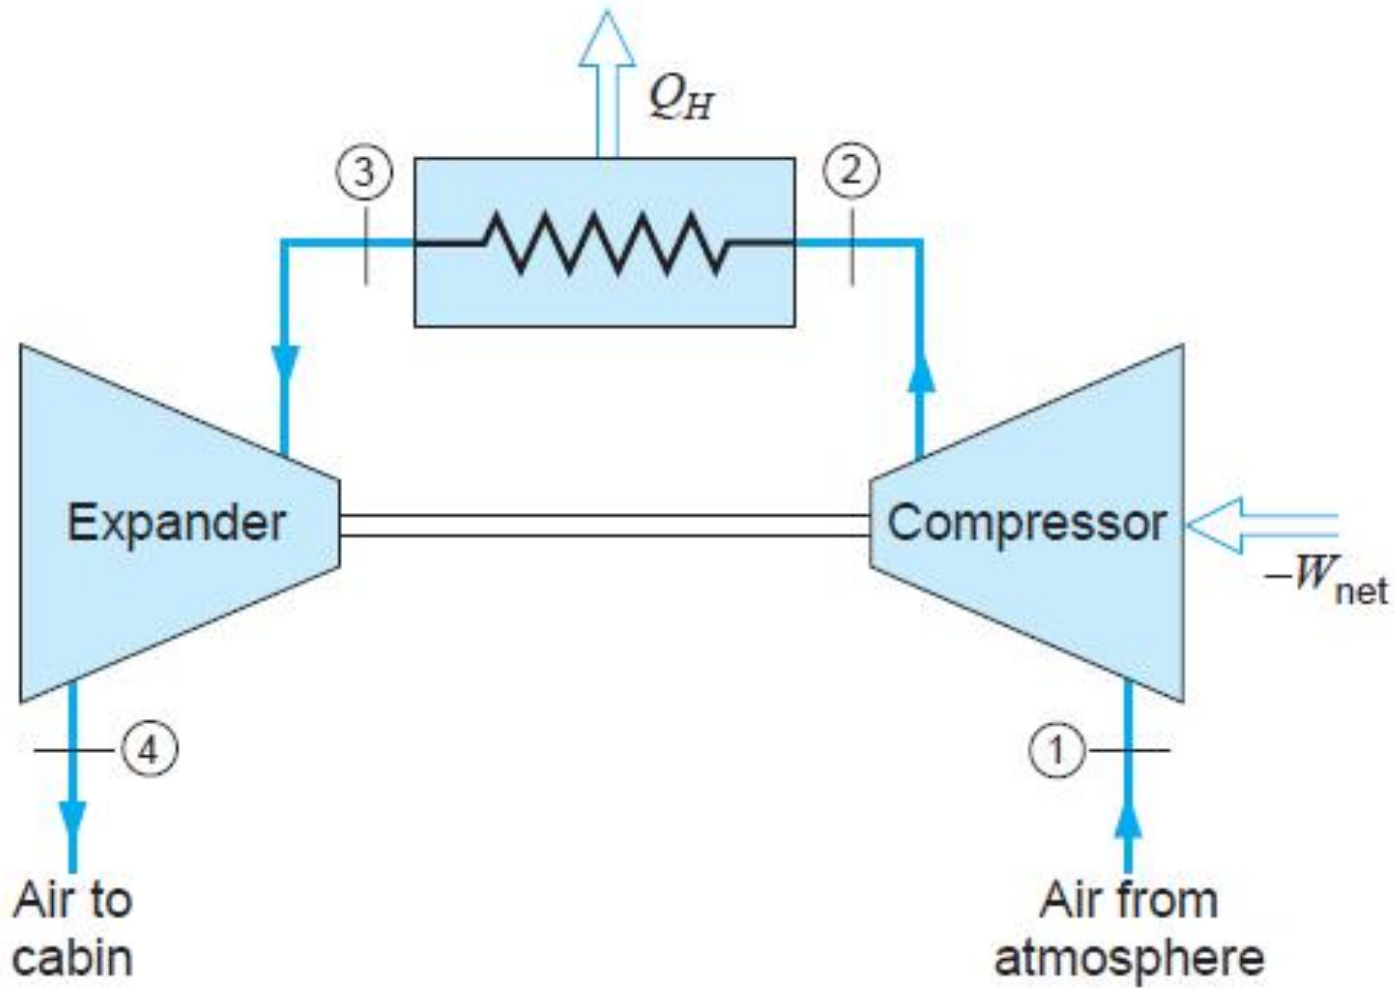 Q_H
3
2
Expander
Compressor
–W_net
4
1
Air to
cabin
Air from
atmosphere